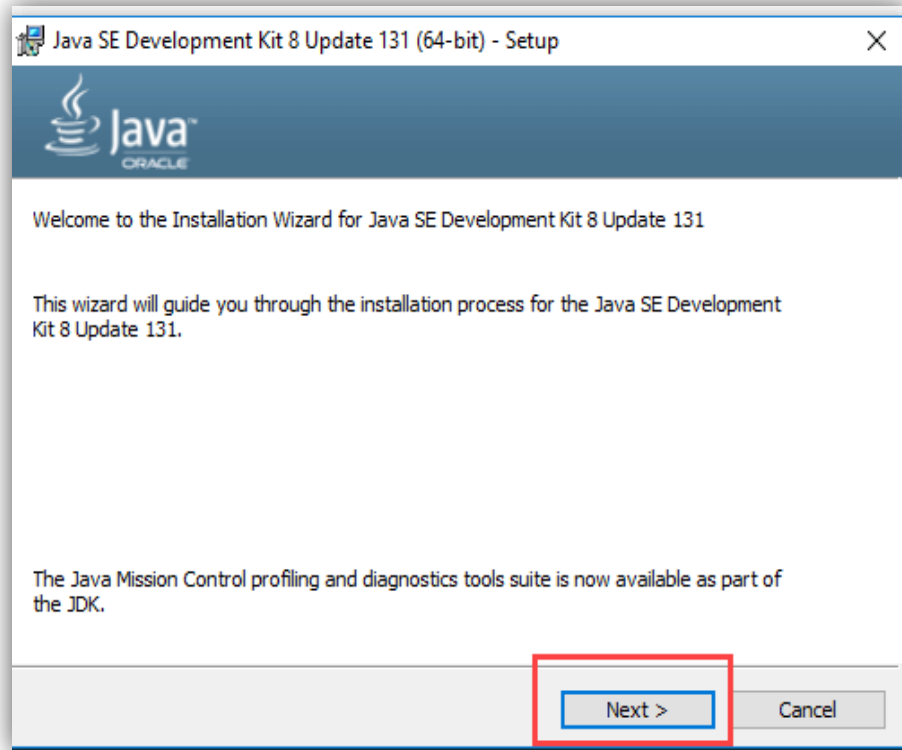 Java SE Development Kit 8 Update 131 (64-bit) - Setup
Java™
ORACLE
Welcome to the Installation Wizard for Java SE Development Kit 8 Update 131
This wizard will guide you through the installation process for the Java SE Development
Kit 8 Update 131.
The Java Mission Control profiling and diagnostics tools suite is now available as part of
the JDK.
Next >
Cancel